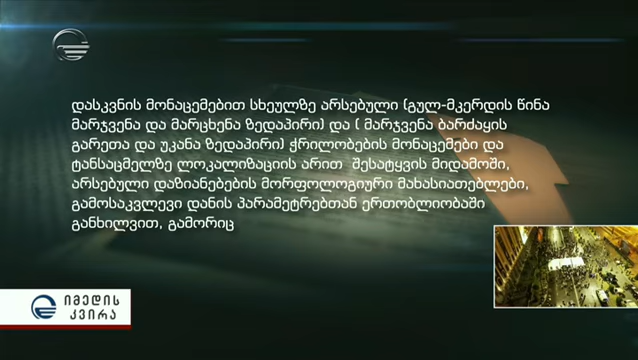 დასკვნის მონაცემებით სხეულზე არსებული (გულ-მკერდის წინა
მარჯვენა და მარცხენა ზედაპირი) და ( მარჯვენა ბარძაყის
გარეთა და უკანა ზედაპირი) ჭრილობების მონაცემები და
ტანსაცმელზე ლოკალიზაციის არით შესატყვის მიდამოში,
არსებული დაზიანებების მორფოლოგიური მახასიათებლები,
გამოსაკვლევი დანის პარამეტრებთან ერთობლიობაში
განხილვით, გამორიც
იმედის
კვირა